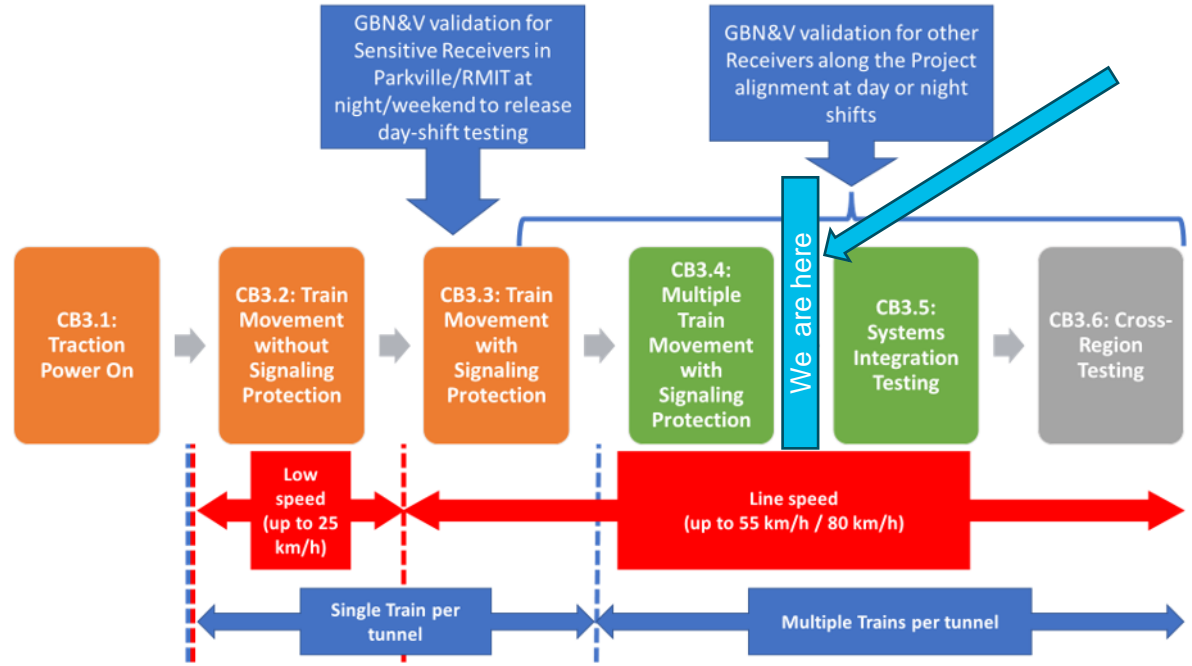 GBN&V validation for
Sensitive Receivers in
Parkville/RMIT at
night/weekend to release
day-shift testing
GBN&V validation for other
Receivers along the Project
alignment at day or night
shifts
CB3.1:
Traction
Power On
CB3.2: Train
Movement
without
Signaling
Protection
CB3.3: Train
Movement
with
Signaling
Protection
CB3.4:
Multiple
Train
Movement
with
Signaling
Protection
We are here
CB3.5:
Systems
Integration
Testing
CB3.6: Cross-
Region
Testing
Low
speed
(up to 25
km/h)
Line speed
(up to 55 km/h / 80 km/h)
Single Train per
tunnel
Multiple Trains per tunnel